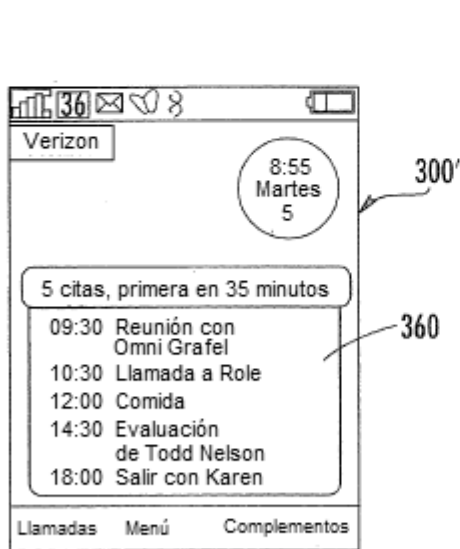 36
Verizon
8:55
Martes
5
300'
5 citas, primera en 35 minutos
360
09:30 Reunión con
Omni Grafel
10:30 Llamada a Role
12:00 Comida
14:30 Evaluación
de Todd Nelson
18:00 Salir con Karen
Llamadas Menú Complementos